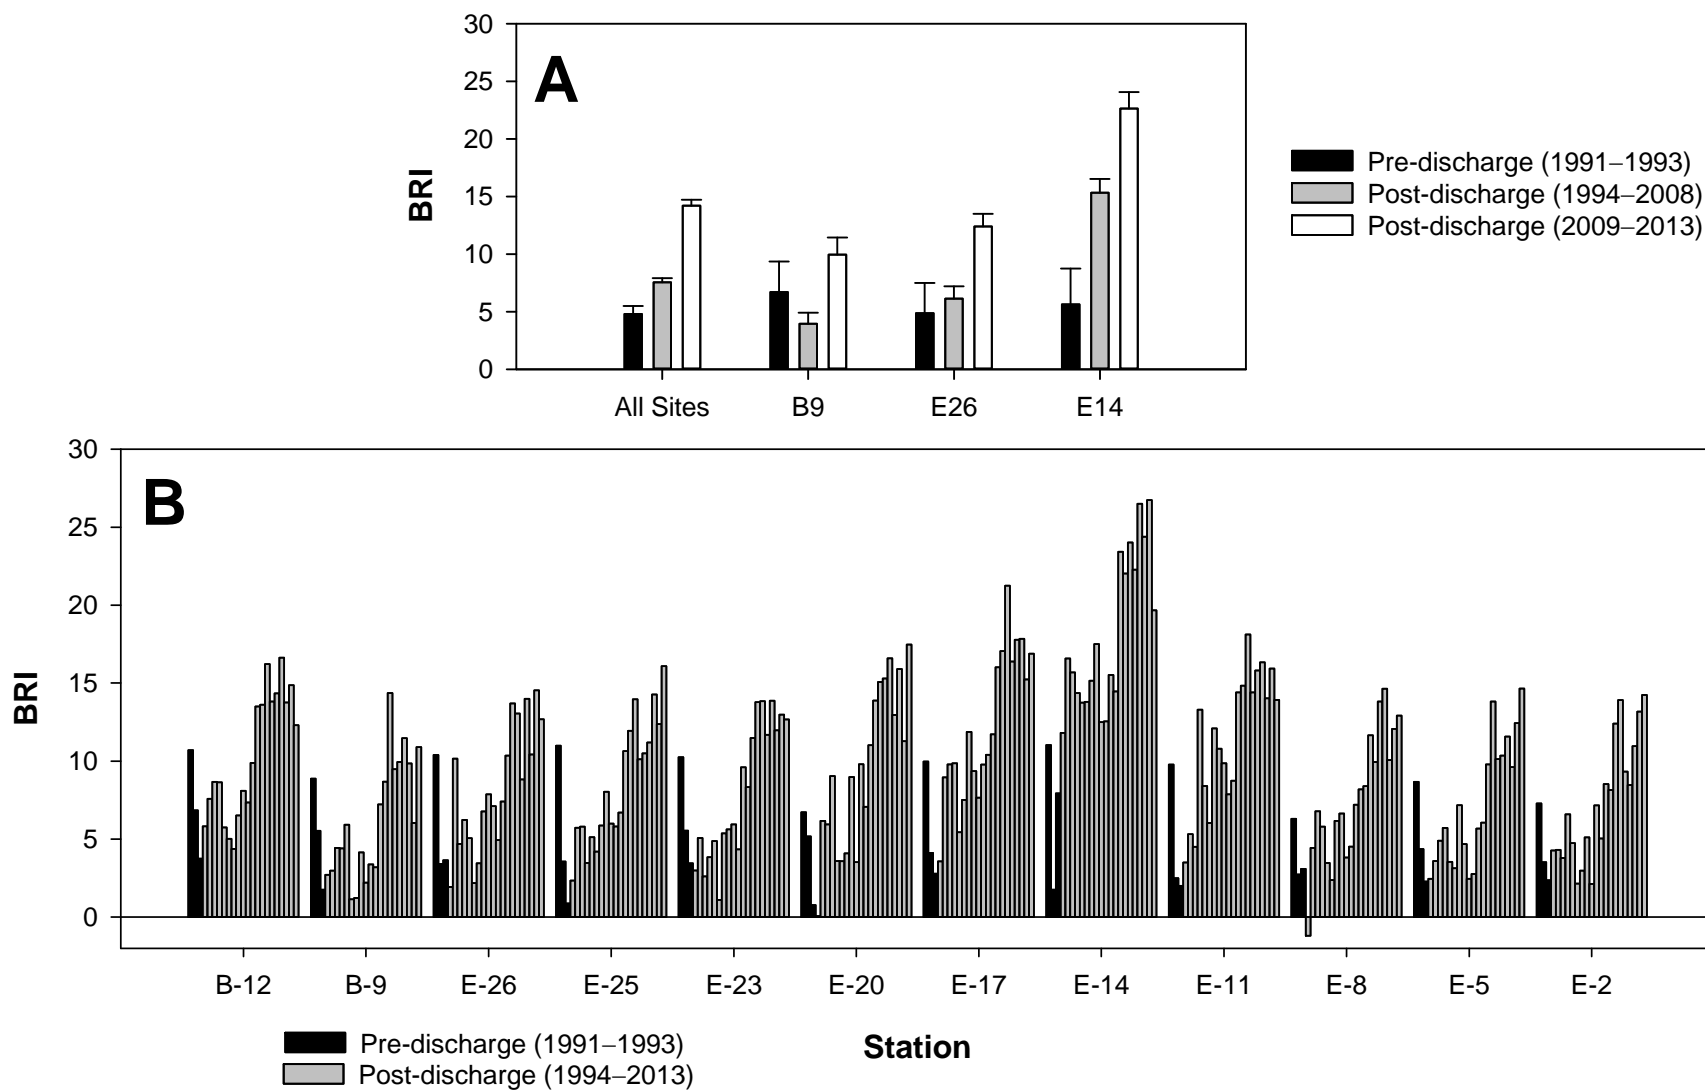 A
BRI
30
25
20
15
10
5
0
All Sites B9 E26 E14
Pre-discharge (1991–1993)
Post-discharge (1994–2008)
Post-discharge (2009–2013)
B
BRI
30
25
20
15
10
5
0
B-12 B-9 E-26 E-25 E-23 E-20 E-17 E-14 E-11 E-8 E-5 E-2
Station
Pre-discharge (1991–1993)
Post-discharge (1994–2013)